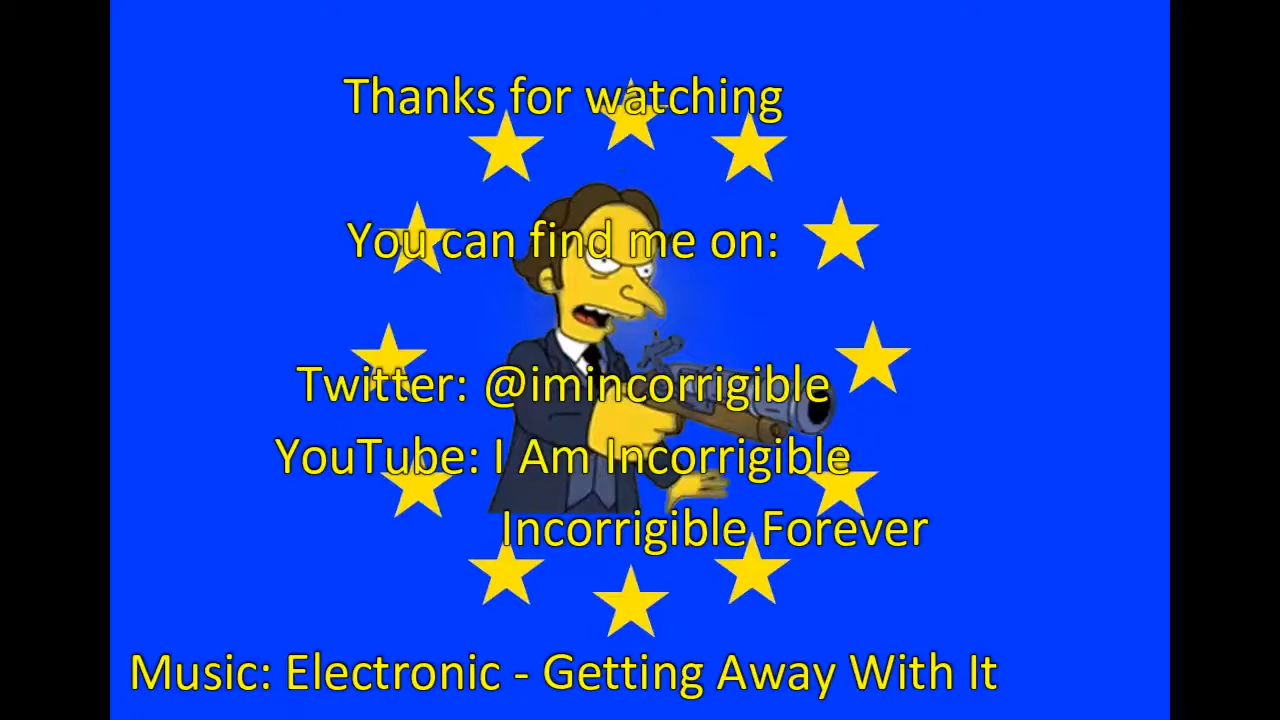 Thanks for watching
You can find me on:
Twitter: @imincorrigible
YouTube: I Am Incorrigible
Incorrigible Forever
Music: Electronic - Getting Away With It